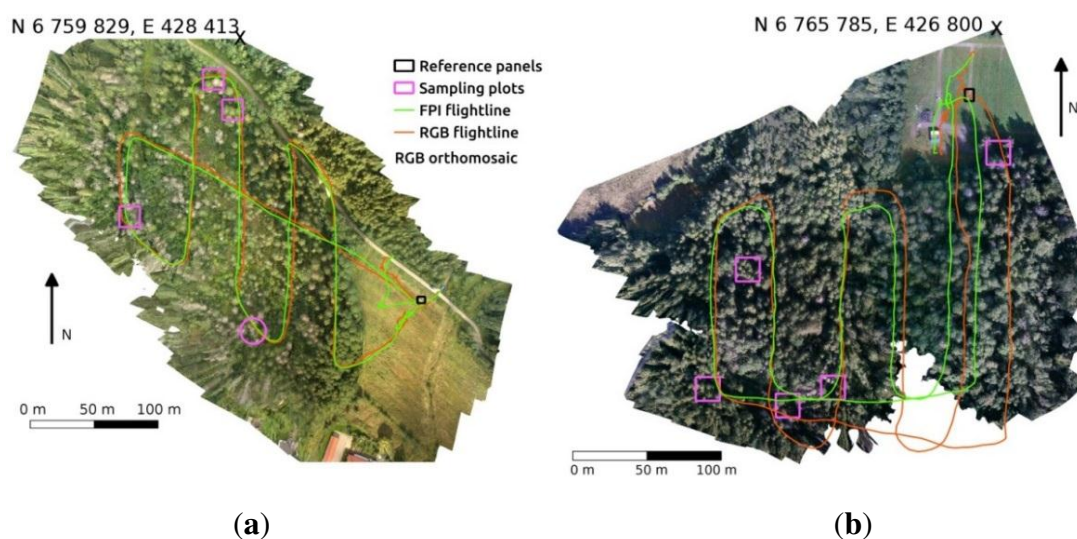 N 6 759 829, E 428 413
X
Reference panels
Sampling plots
FPI flightline
RGB flightline
RGB orthomosaic
N
0 m 50 m 100 m
(a)
N 6 765 785, E 426 800
X
N
0 m 50 m 100 m
(b)